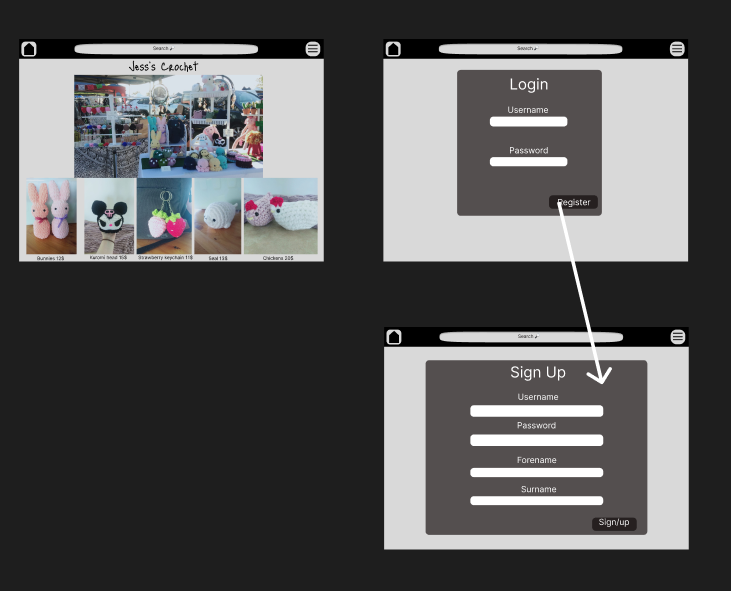 Search
Jess's Crochet
Bunnies 12$
Kuromi head 15$
Strawberry keychain 11$
Seal 13$
Chickens 20$
Search
Login
Username
Password
Register
Search
Sign Up
Username
Password
Forename
Surname
Sign/up